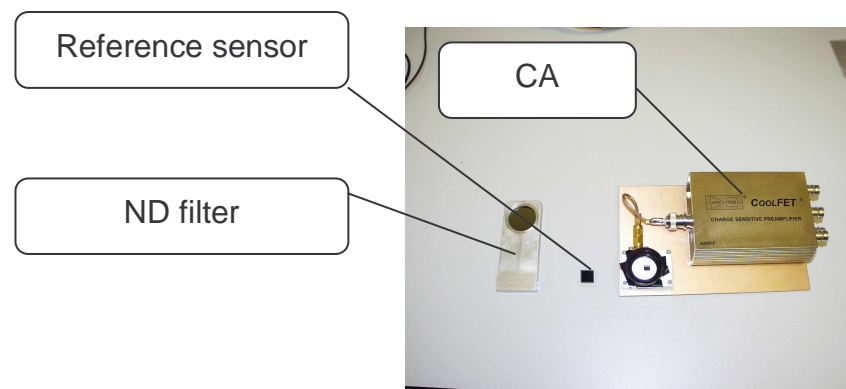 Reference sensor
CA
ND filter
COOLFET
CHARGE SENSITIVE PREAMPLIFIER